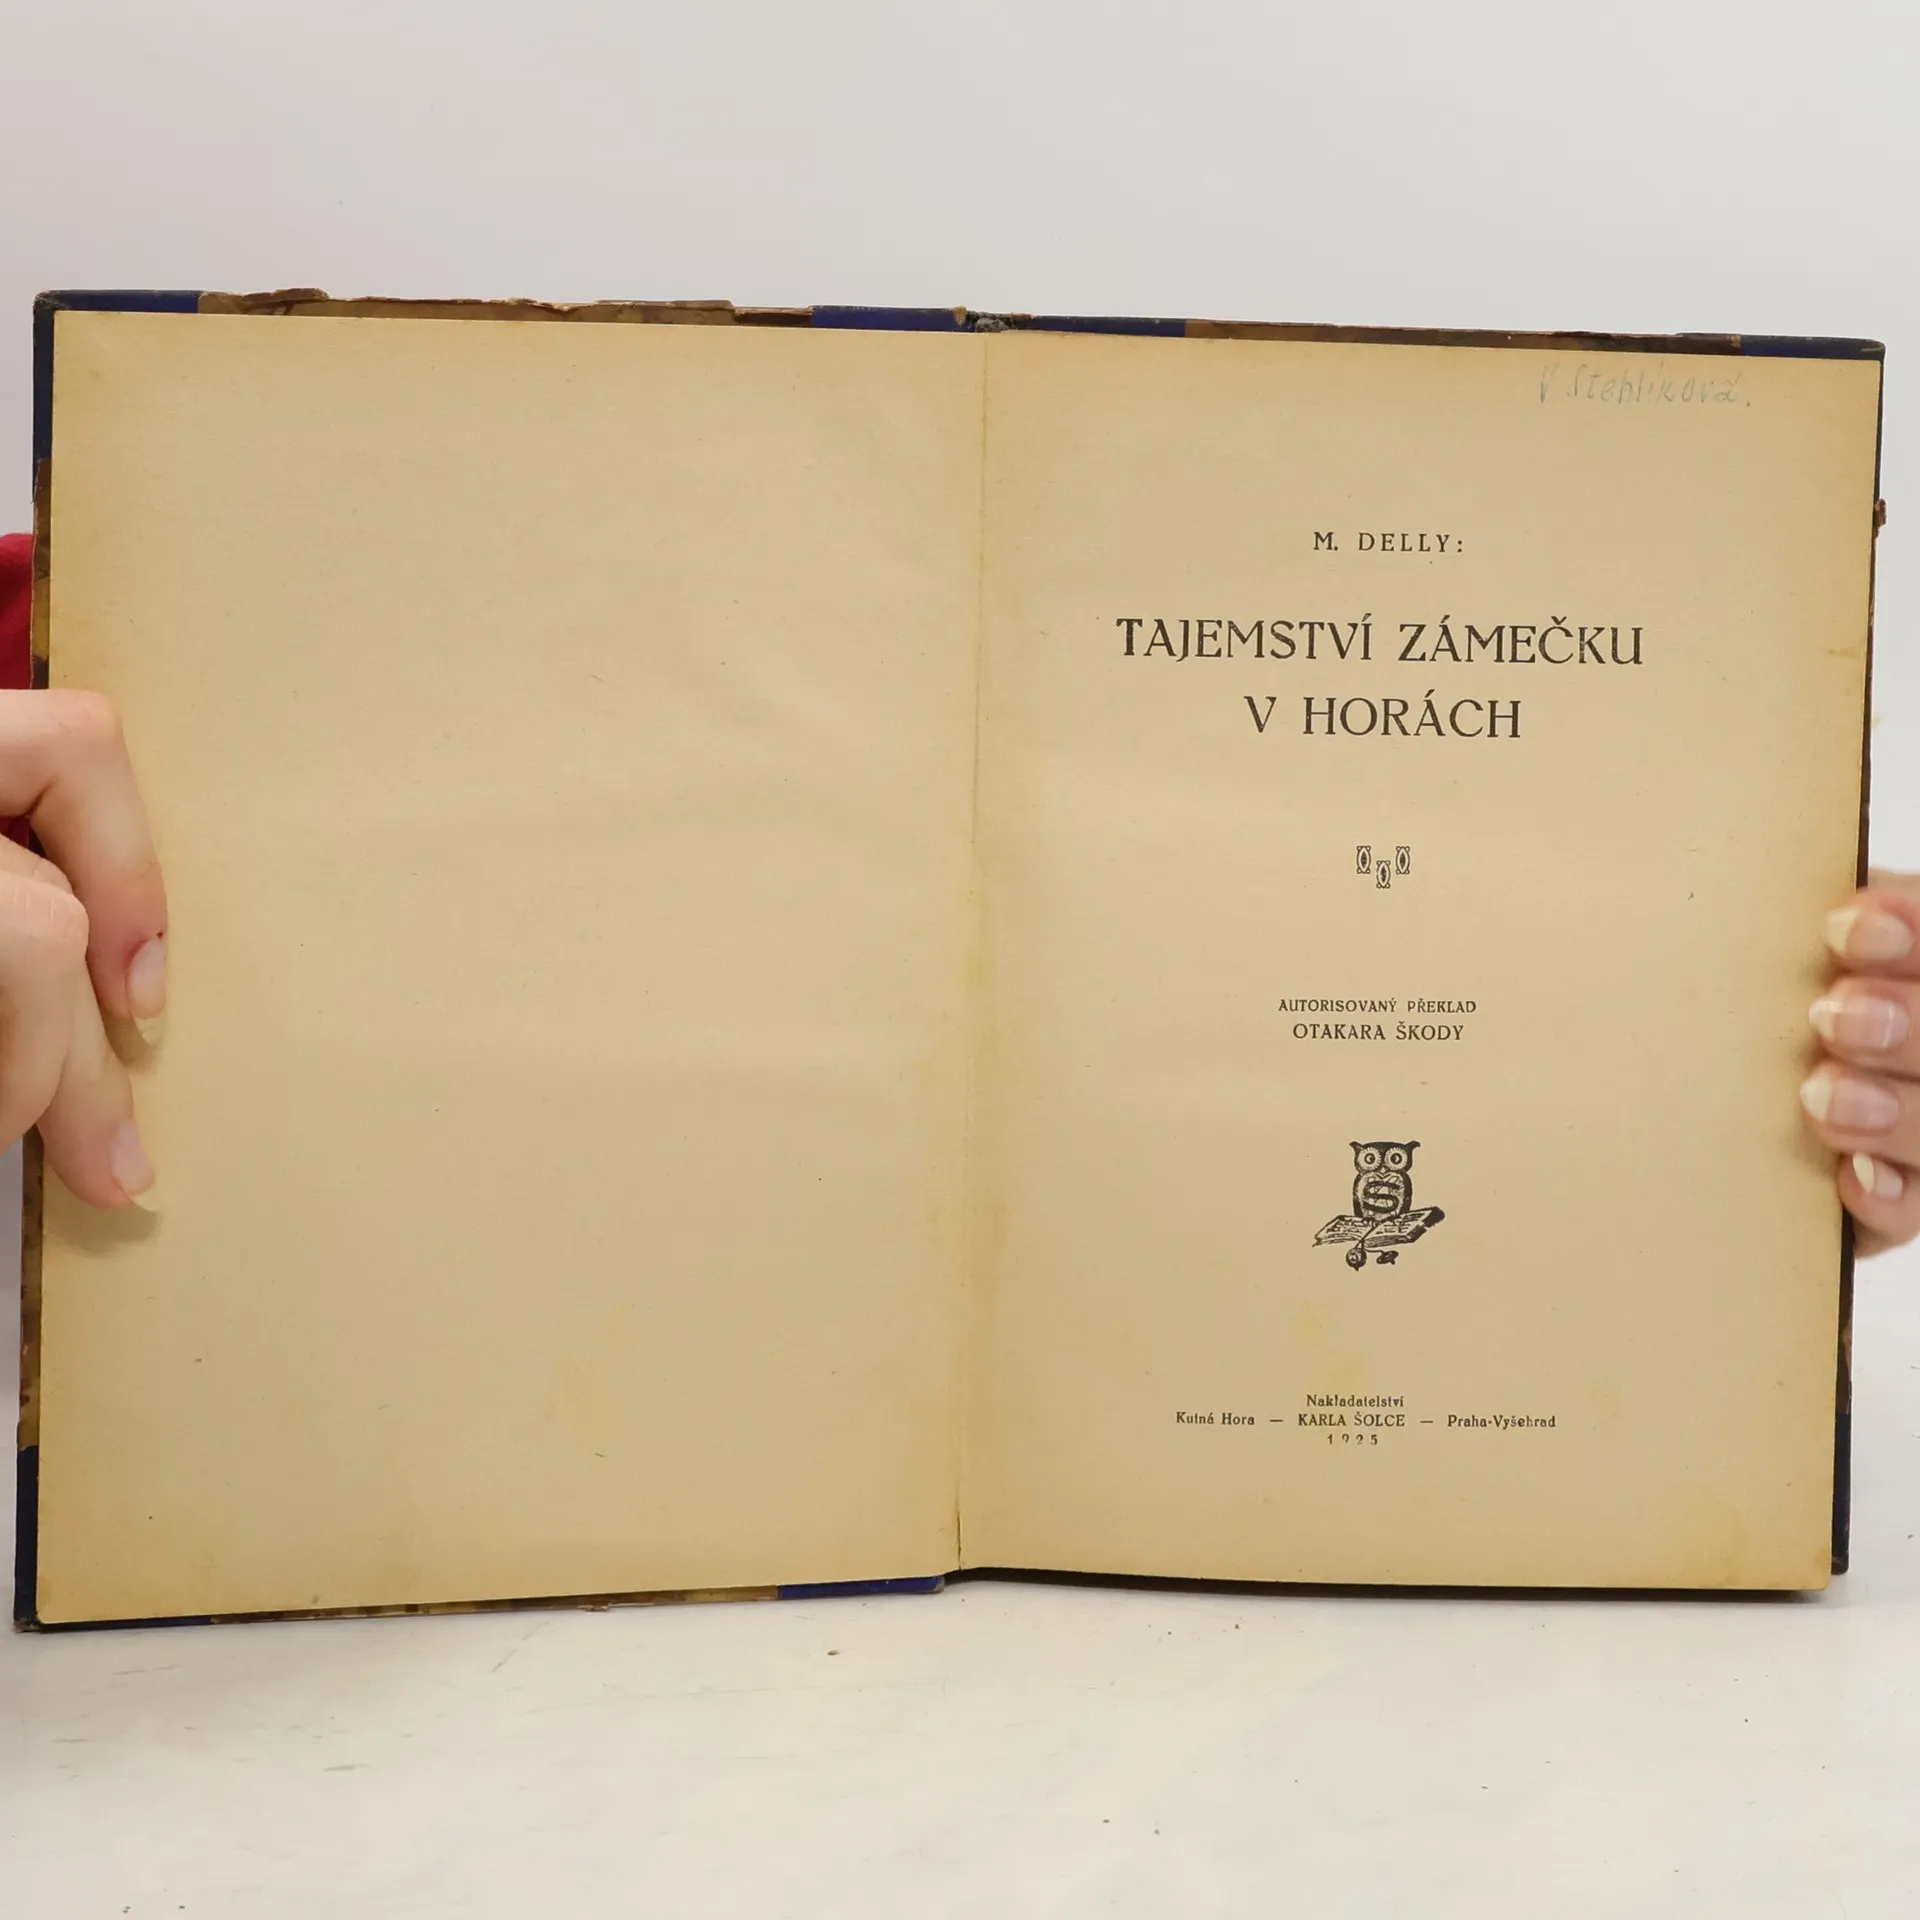 V Stehlíková.
M. DELLY:
TAJEMSTVÍ ZÁMEČKU
V HORÁCH
AUTORISOVANÝ PŘEKLAD
OTAKARA ŠKODY
S
Nakladatelství
Kutná Hora — KARLA ŠOLCE — Praha-Vyšehrad
1925